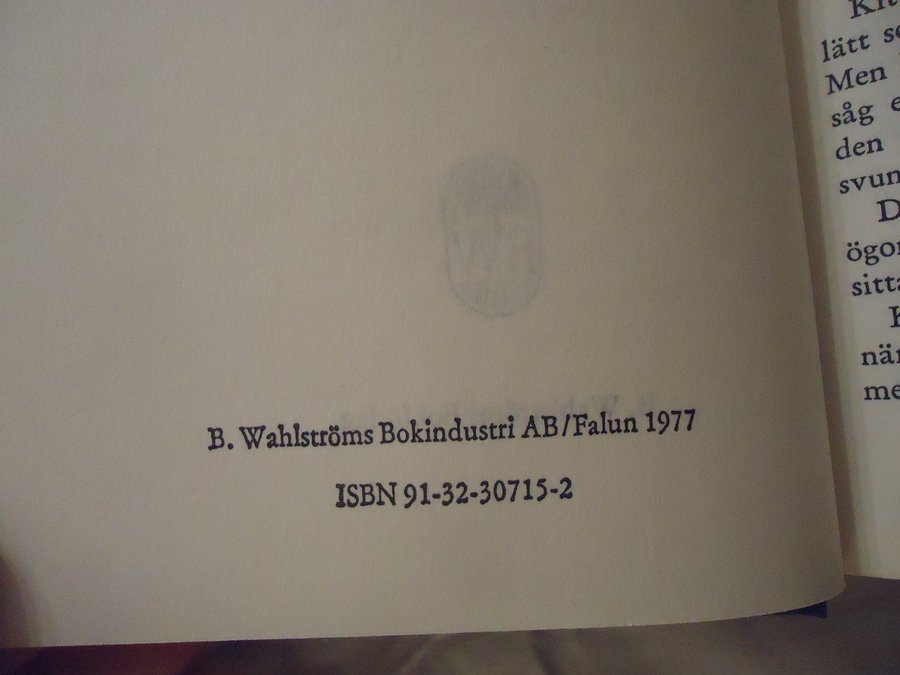 B. Wahlströms Bokindustri AB/Falun 1977
ISBN 91-32-30715-2
lätt
Men
såg
den